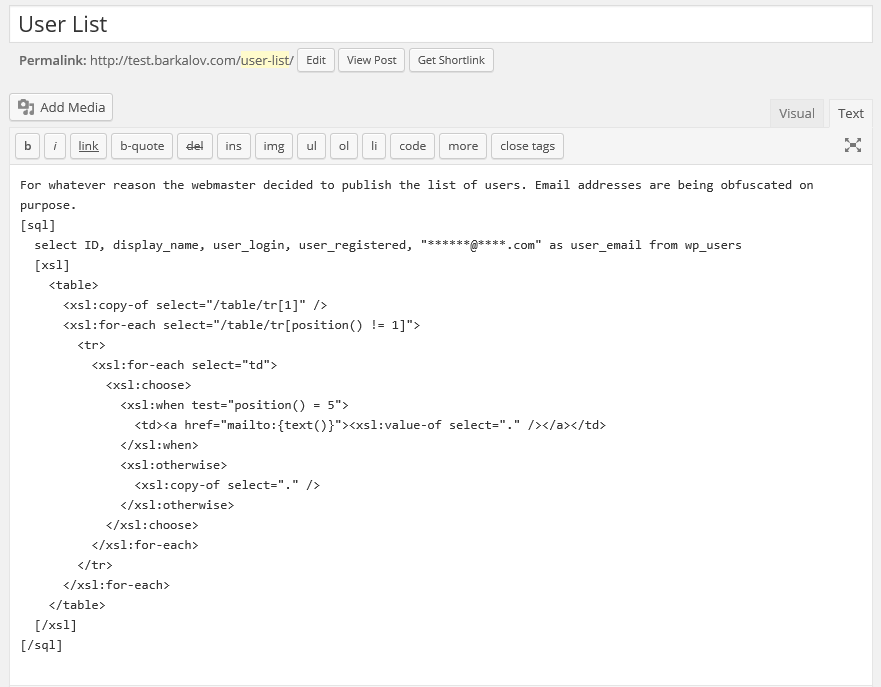 User List
Permalink: http://test.barkalov.com/user-list/ Edit View Post Get Shortlink
Add Media
Visual Text
b i link b-quote del ins img ul ol li code more close tags
For whatever reason the webmaster decided to publish the list of users. Email addresses are being obfuscated on
purpose.
[sql]
  select ID, display_name, user_login, user_registered, "******@****.com" as user_email from wp_users
  [xsl]
    <table>
      <xsl:copy-of select="/table/tr[1]" />
      <xsl:for-each select="/table/tr[position() != 1]">
        <tr>
          <xsl:for-each select="td">
            <xsl:choose>
              <xsl:when test="position() = 5">
                <td><a href="mailto:{text()}"><xsl:value-of select="." /></a></td>
              </xsl:when>
              <xsl:otherwise>
                <xsl:copy-of select="." />
              </xsl:otherwise>
            </xsl:choose>
          </xsl:for-each>
        </tr>
      </xsl:for-each>
    </table>
  [/xsl]
[/sql]